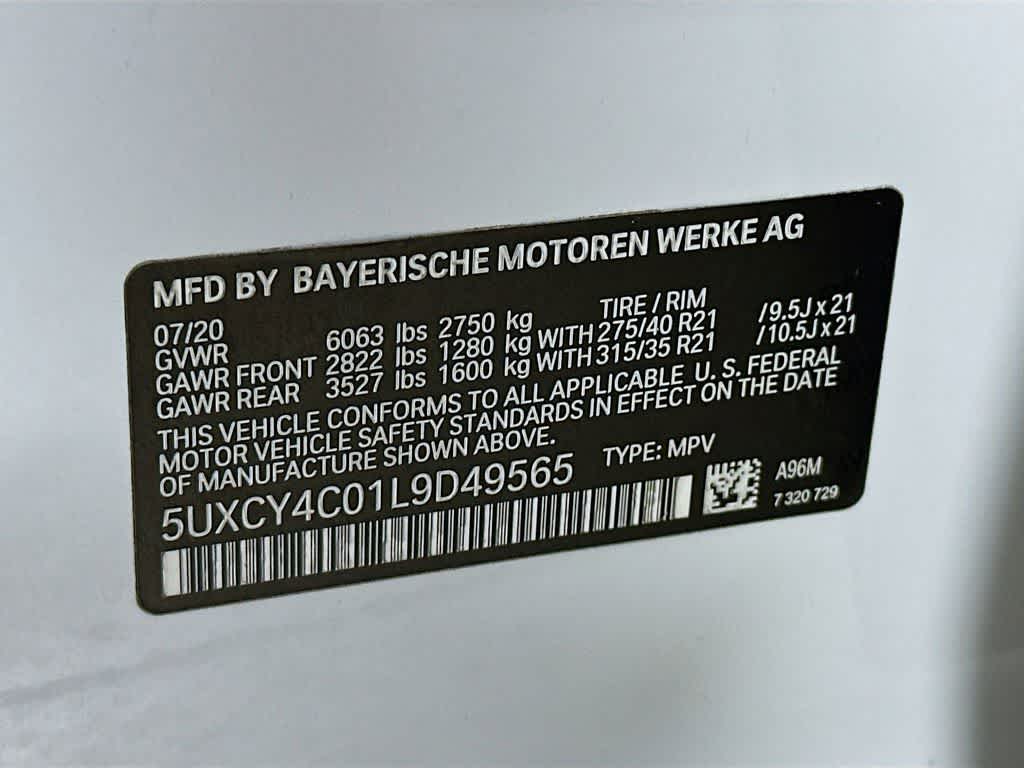 MFD BY BAYERISCHE MOTOREN WERKE AG
07/20 TIRE / RIM
GVWR 6063 lbs 2750 kg
GAWR FRONT 2822 lbs 1280 kg WITH 275/40 R21 /9.5J x 21
GAWR REAR 3527 lbs 1600 kg WITH 315/35 R21 /10.5J x 21
THIS VEHICLE CONFORMS TO ALL APPLICABLE U. S. FEDERAL
MOTOR VEHICLE SAFETY STANDARDS IN EFFECT ON THE DATE
OF MANUFACTURE SHOWN ABOVE.
5UXCY4C01L9D49565 TYPE: MPV
A96M
7 320 729